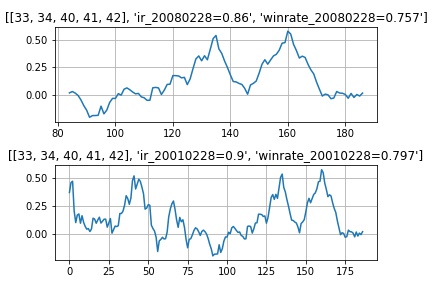 [[33, 34, 40, 41, 42], 'ir_20080228=0.86', 'winrate_20080228=0.757']
0.50
0.25
0.00
80 100 120 140 160 180
[[33, 34, 40, 41, 42], 'ir_20010228=0.9', 'winrate_20010228=0.797']
0.50
0.25
0.00
0 25 50 75 100 125 150 175